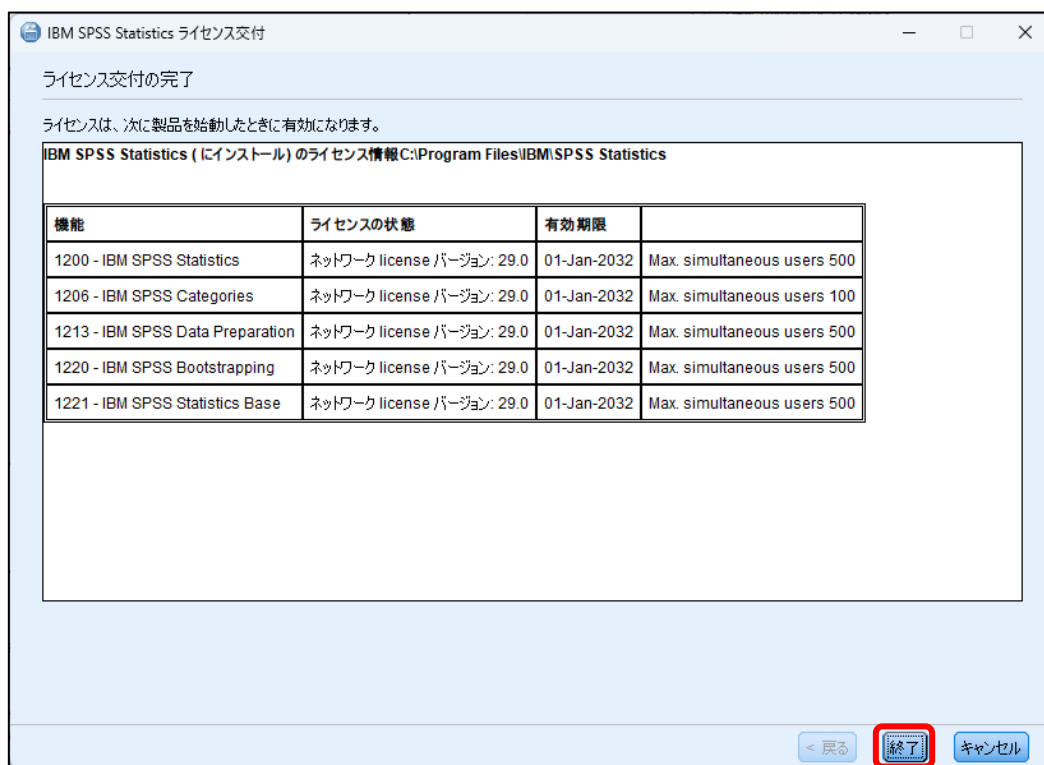 IBM SPSS Statistics ライセンス交付
ライセンス交付の完了
ライセンスは、次に製品を始動したときに有効になります。
IBM SPSS Statistics ( にインストール) のライセンス情報C:\Program Files\IBM\SPSS Statistics
機能 ライセンスの状態 有効期限
1200 - IBM SPSS Statistics ネットワーク license バージョン: 29.0 01-Jan-2032 Max. simultaneous users 500
1206 - IBM SPSS Categories ネットワーク license バージョン: 29.0 01-Jan-2032 Max. simultaneous users 100
1213 - IBM SPSS Data Preparation ネットワーク license バージョン: 29.0 01-Jan-2032 Max. simultaneous users 500
1220 - IBM SPSS Bootstrapping ネットワーク license バージョン: 29.0 01-Jan-2032 Max. simultaneous users 500
1221 - IBM SPSS Statistics Base ネットワーク license バージョン: 29.0 01-Jan-2032 Max. simultaneous users 500
< 戻る 終了 キャンセル